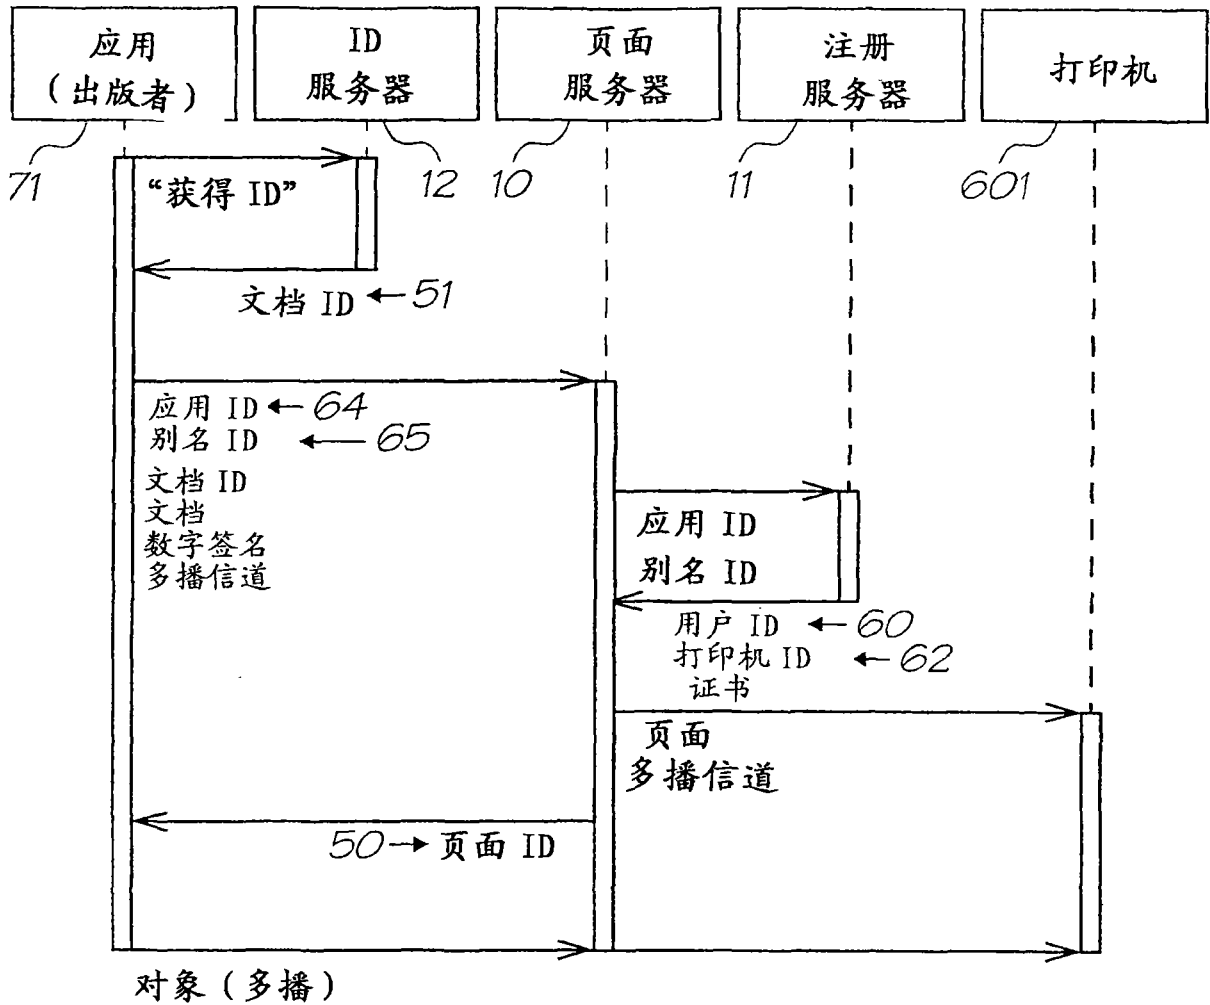 应用
(出版者)
ID
服务器
页面
服务器
注册
服务器
打印机
71
12
10
11
601
“获得 ID”
文档 ID
51
应用 ID
64
别名 ID
65
文档 ID
文档
数字签名
多播信道
应用 ID
别名 ID
用户 ID
60
打印机 ID
62
证书
页面
多播信道
50
页面 ID
对象(多播)